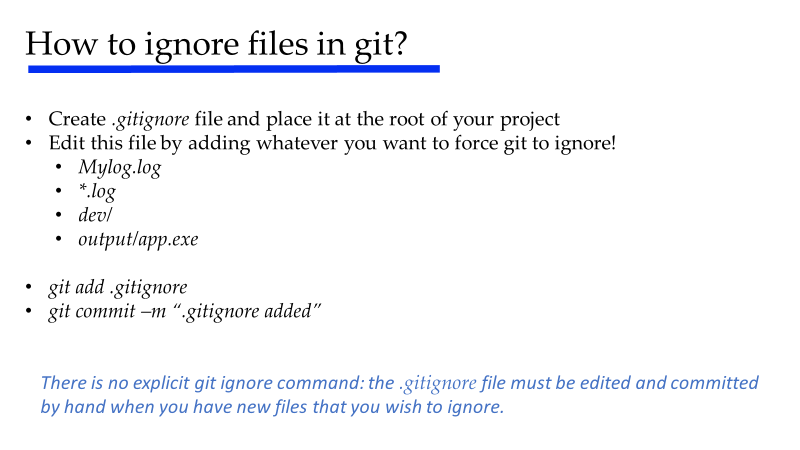 How to ignore files in git?
• Create .gitignore file and place it at the root of your project
• Edit this file by adding whatever you want to force git to ignore!
• Mylog.log
• *.log
• dev/
• output/app.exe
• git add .gitignore
• git commit –m “.gitignore added”
There is no explicit git ignore command: the .gitignore file must be edited and committed
by hand when you have new files that you wish to ignore.